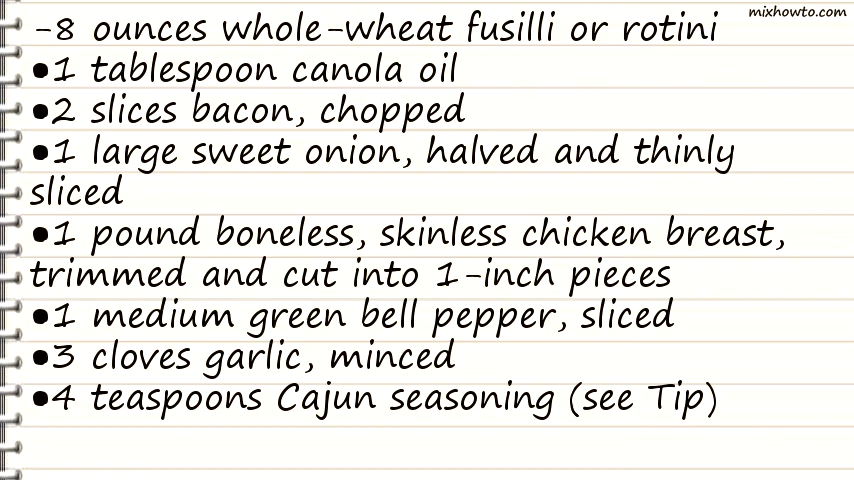 mixhowto.com
-8 ounces whole-wheat fusilli or rotini
●1 tablespoon canola oil
●2 slices bacon, chopped
●1 large sweet onion, halved and thinly
sliced
●1 pound boneless, skinless chicken breast,
trimmed and cut into 1-inch pieces
●1 medium green bell pepper, sliced
●3 cloves garlic, minced
●4 teaspoons Cajun seasoning (see Tip)